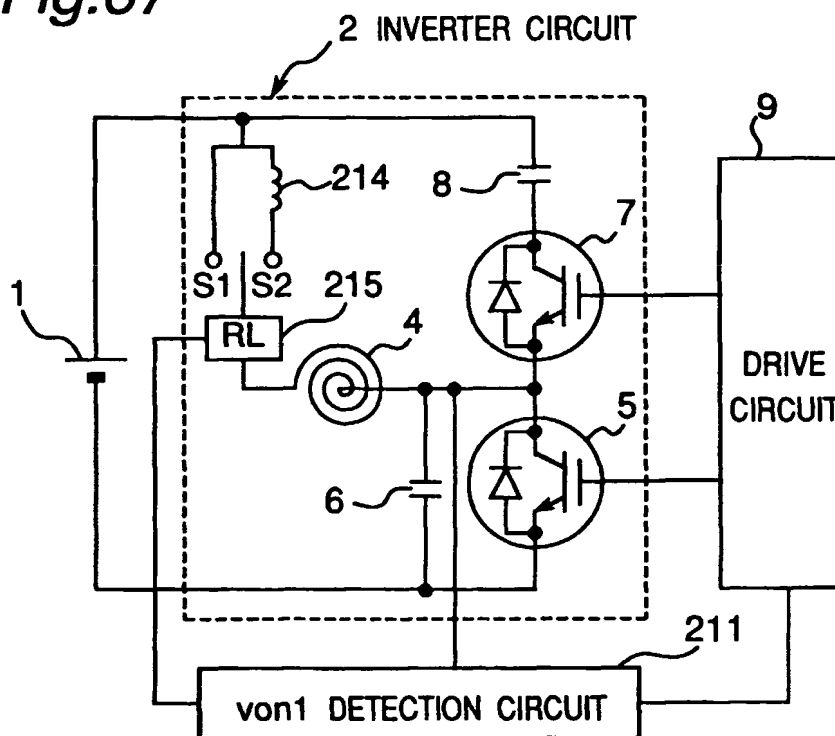 Fig.67
2 INVERTER CIRCUIT
9
214
8
7
S1 S2
215
1
RL
4
DRIVE
CIRCUIT
5
6
211
von1 DETECTION CIRCUIT